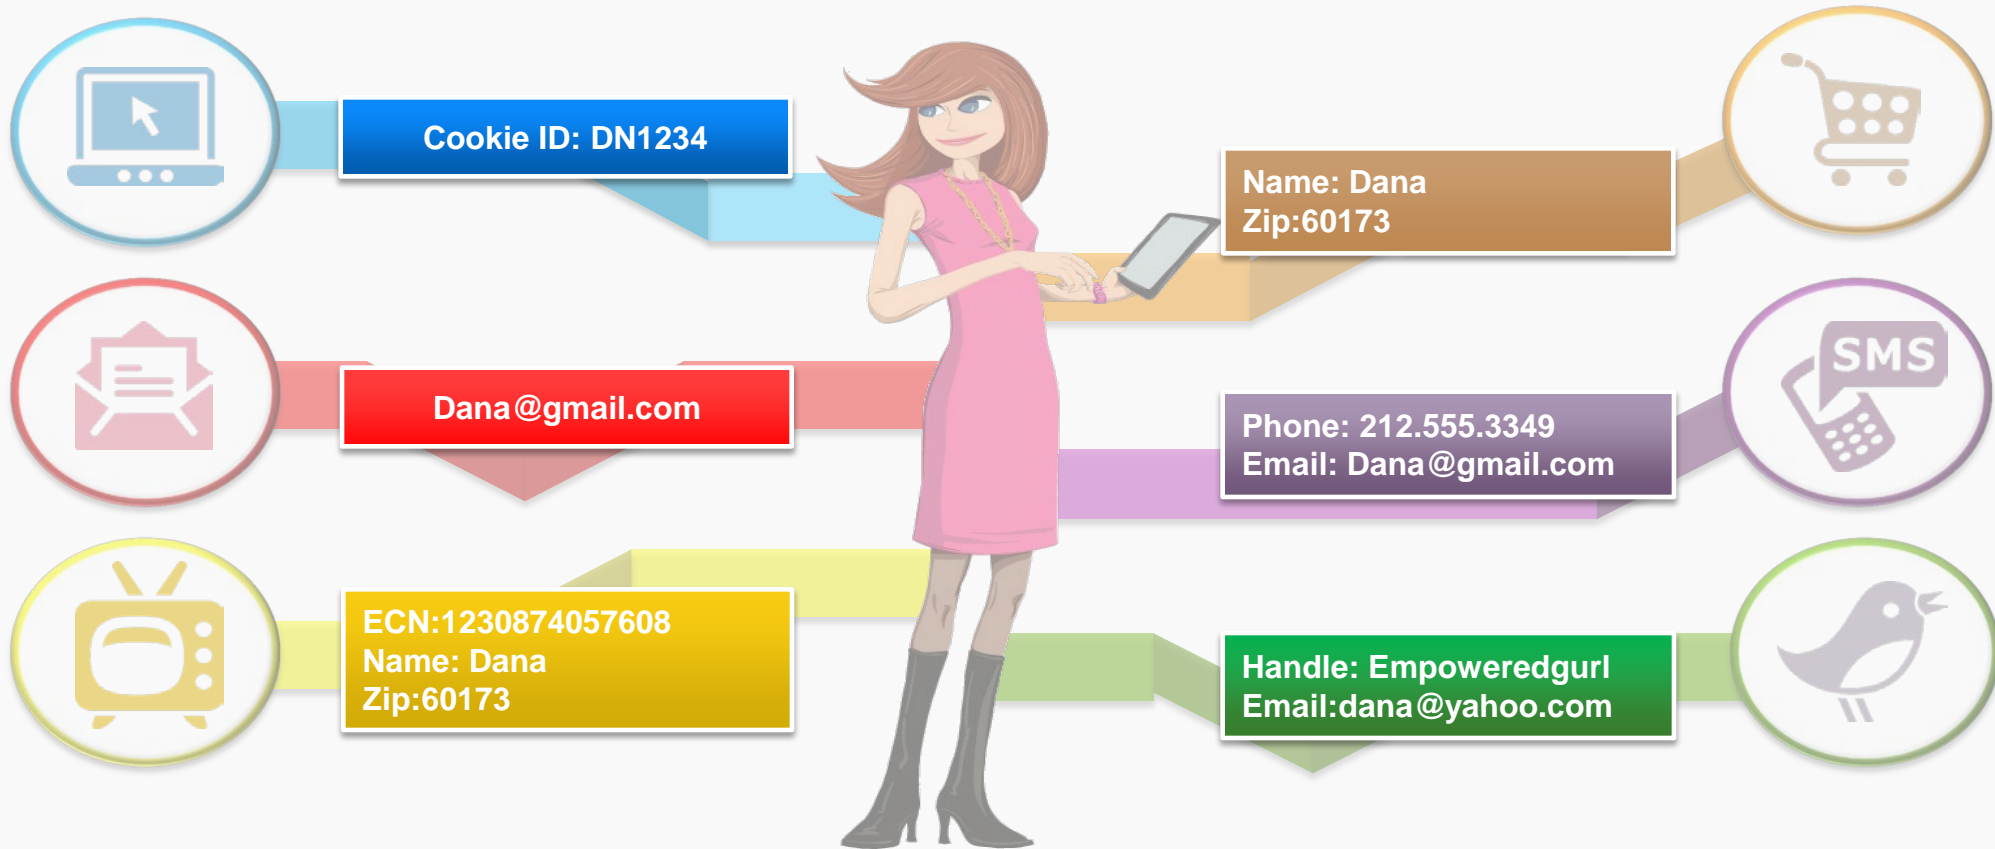 Cookie ID: DN1234
Name: Dana
Zip:60173
Dana@gmail.com
SMS
Phone: 212.555.3349
Email: Dana@gmail.com
ECN:1230874057608
Name: Dana
Zip:60173
Handle: Empoweredgurl
Email:dana@yahoo.com